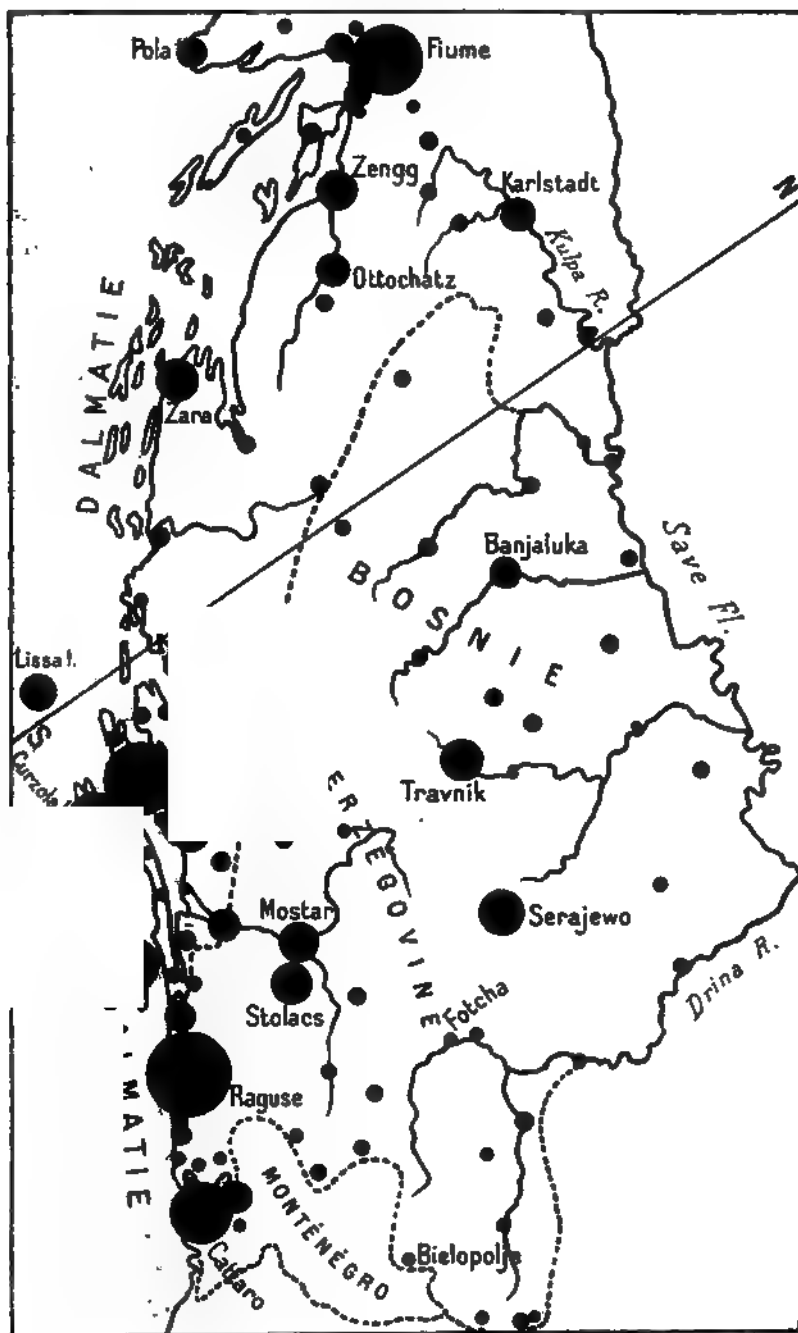 Pola
Fiume
Zengg
Karlstadt
Kulpa R.
N
Ottochatz
DALMATIE
Zara
Banjaluka
BOSNIE
Save Fl.
Lissa I.
S
Curzola
Travnik
ERZEGOVINE
Mostar
Serajewo
Stolacs
Fotcha
Drina R.
Raguse
MATIE
MONTÉNÉGRO
Bielopolje
Cattaro